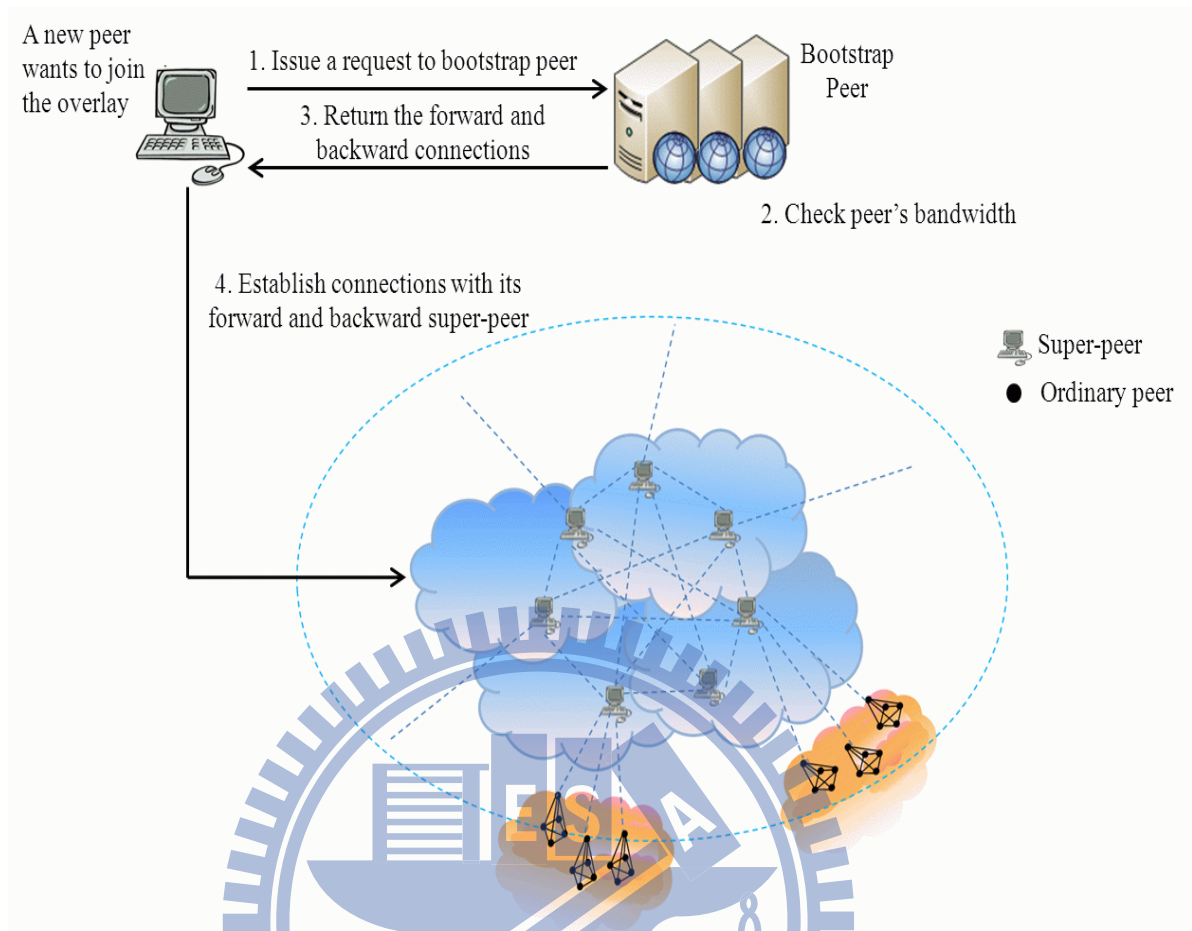 A new peer
wants to join
the overlay
1. Issue a request to bootstrap peer
3. Return the forward and
backward connections
Bootstrap
Peer
2. Check peer's bandwidth
4. Establish connections with its
forward and backward super-peer
Super-peer
Ordinary peer
E S A
8